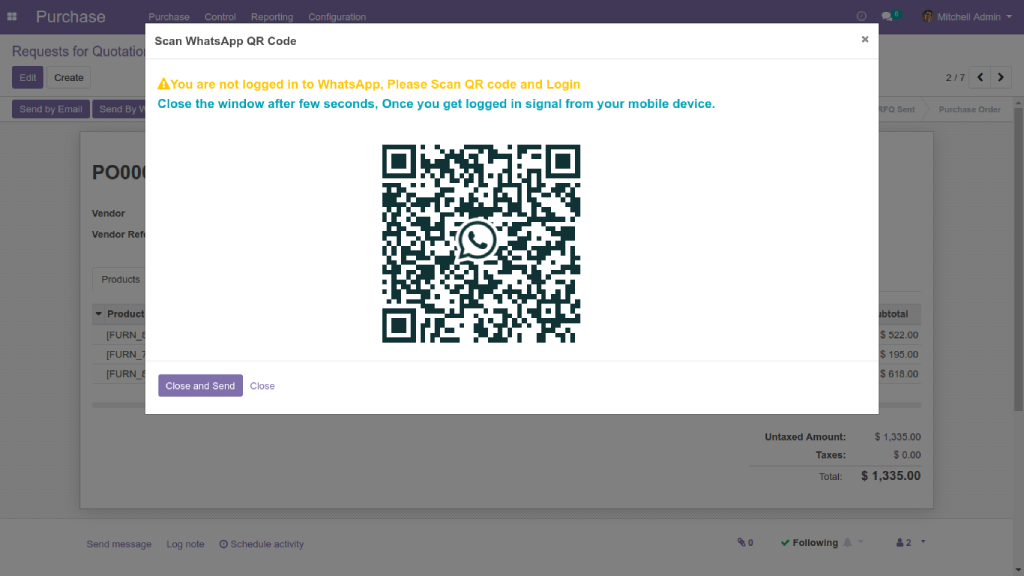 Purchase Purchase Control Reporting Configuration 6 Mitchell Admin
Requests for Quotation
Edit Create 2 / 7
Send by Email Send By RFQ Sent Purchase Order
Scan WhatsApp QR Code ×
You are not logged in to WhatsApp, Please Scan QR code and Login
Close the window after few seconds, Once you get logged in signal from your mobile device.
Close and Send Close
PO00
Vendor
Vendor Ref
Products
Product ubtotal
[FURN_ $ 522.00
[FURN_7 $ 195.00
[FURN_ $ 618.00
Untaxed Amount: $ 1,335.00
Taxes: $ 0.00
Total: $ 1,335.00
Send message Log note Schedule activity 0 Following 2